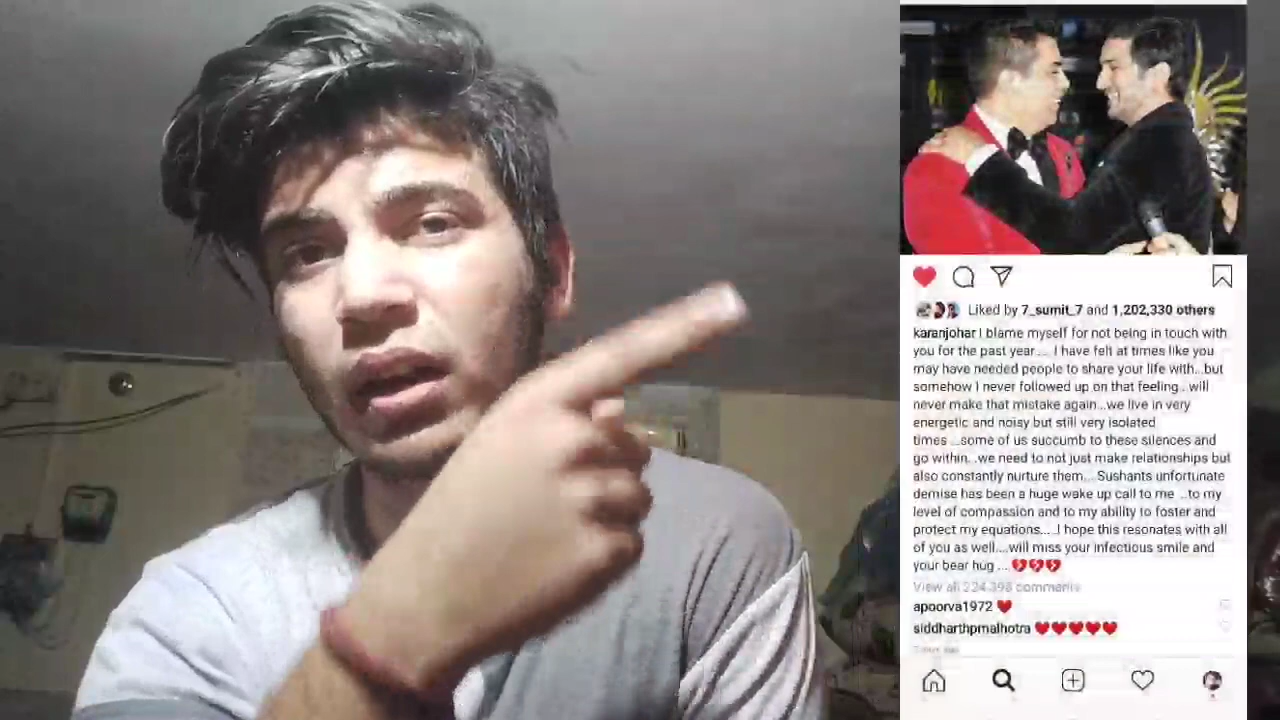 Liked by 7_sumit_7 and 1,202,330 others
karanjohar I blame myself for not being in touch with
you for the past year.... I have felt at times like you
may have needed people to share your life with...but
somehow I never followed up on that feeling...will
never make that mistake again...we live in very
energetic and noisy but still very isolated
times ...some of us succumb to these silences and
go within...we need to not just make relationships but
also constantly nurture them....Sushants unfortunate
demise has been a huge wake up call to me ...to my
level of compassion and to my ability to foster and
protect my equations.....I hope this resonates with all
of you as well....will miss your infectious smile and
your bear hug ....💔💔💔
View all 224,398 comments
apoorva1972 ❤️
siddharthpmalhotra ❤️❤️❤️❤️❤️